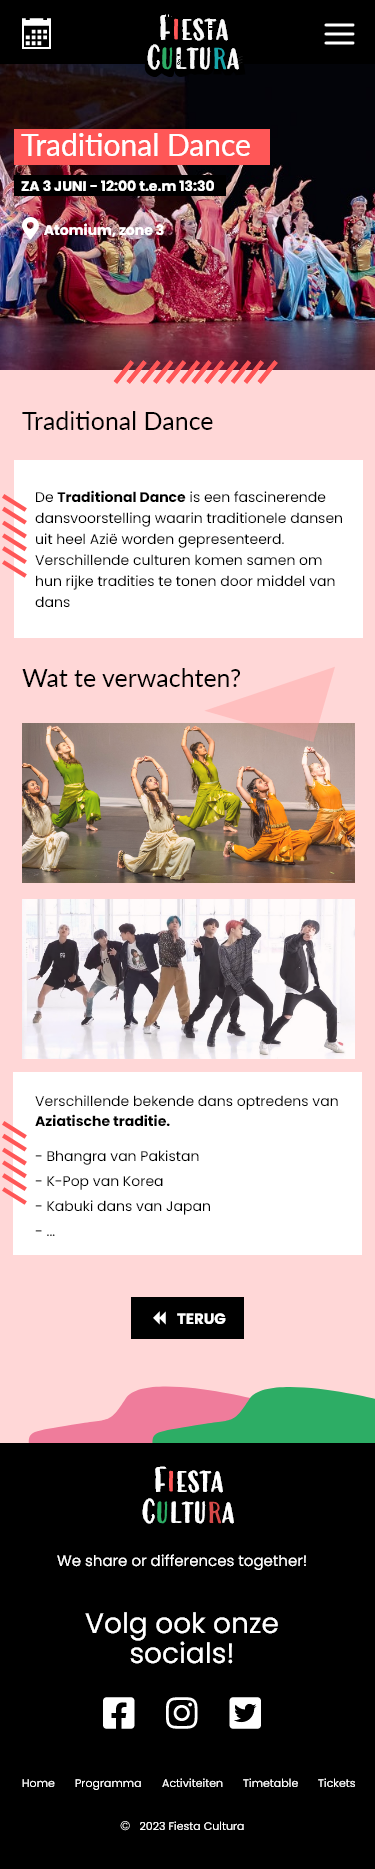 FIESTA
CULTURA
Traditional Dance
ZA 3 JUNI - 12:00 t.e.m 13:30
Atomium, zone 3
Traditional Dance
De Traditional Dance is een fascinerende
dansvoorstelling waarin traditionele dansen
uit heel Azië worden gepresenteerd.
Verschillende culturen komen samen om
hun rijke tradities te tonen door middel van
dans
Wat te verwachten?
Verschillende bekende dans optredens van
Aziatische traditie.
- Bhangra van Pakistan
- K-Pop van Korea
- Kabuki dans van Japan
- ...
TERUG
FIESTA
CULTURA
We share or differences together!
Volg ook onze
socials!
Home Programma Activiteiten Timetable Tickets
© 2023 Fiesta Cultura